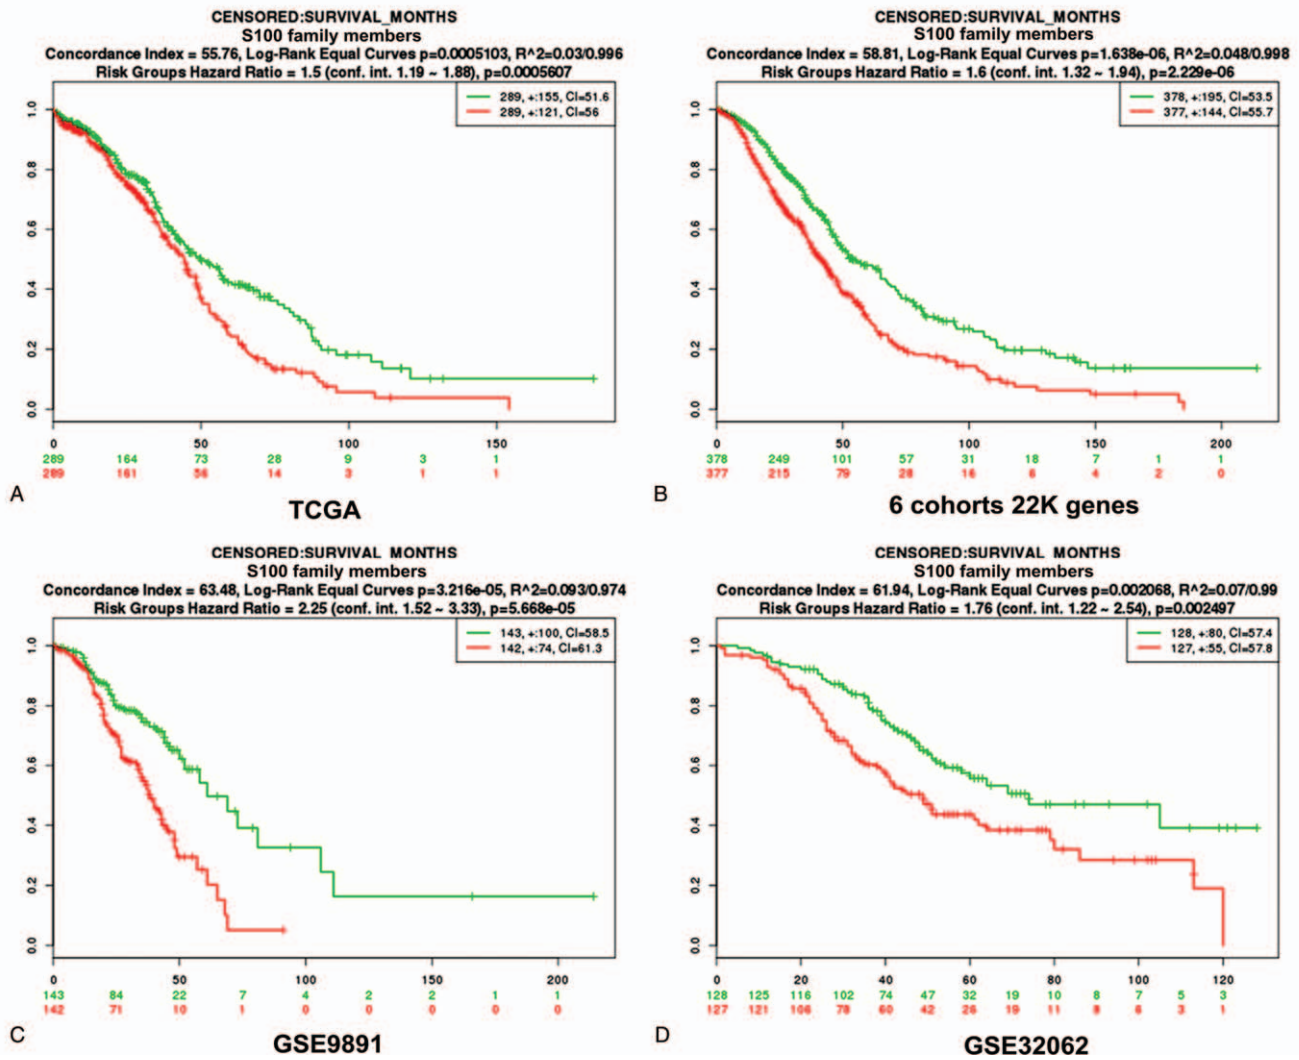 CENSORED:SURVIVAL_MONTHS
S100 family members
Concordance Index = 55.76, Log-Rank Equal Curves p=0.0005103, R^2=0.03/0.996
Risk Groups Hazard Ratio = 1.5 (conf. int. 1.19 ~ 1.88), p=0.0005607
289, +:155, CI=51.6
289, +:121, CI=56
1.0
0.8
0.6
0.4
0.2
0.0
0 50 100 150
289 164 73 28 9 3 1
289 161 56 14 3 1 1
A
TCGA
CENSORED:SURVIVAL_MONTHS
S100 family members
Concordance Index = 58.81, Log-Rank Equal Curves p=1.638e-06, R^2=0.048/0.998
Risk Groups Hazard Ratio = 1.6 (conf. int. 1.32 ~ 1.94), p=2.229e-06
378, +:195, CI=53.5
377, +:144, CI=55.7
1.0
0.8
0.6
0.4
0.2
0.0
0 50 100 150 200
378 249 101 57 31 18 7 1 1
377 215 79 28 16 6 4 2 0
B
6 cohorts 22K genes
CENSORED:SURVIVAL MONTHS
S100 family members
Concordance Index = 63.48, Log-Rank Equal Curves p=3.216e-05, R^2=0.093/0.974
Risk Groups Hazard Ratio = 2.25 (conf. int. 1.52 ~ 3.33), p=5.668e-05
143, +:100, CI=58.5
142, +:74, CI=61.3
1.0
0.8
0.6
0.4
0.2
0.0
0 50 100 150 200
143 84 22 7 4 2 2 1 1
142 71 10 1 0 0 0 0 0
C
GSE9891
CENSORED:SURVIVAL MONTHS
S100 family members
Concordance Index = 61.94, Log-Rank Equal Curves p=0.002068, R^2=0.07/0.99
Risk Groups Hazard Ratio = 1.76 (conf. int. 1.22 ~ 2.54), p=0.002497
128, +:80, CI=57.4
127, +:55, CI=57.8
1.0
0.8
0.6
0.4
0.2
0.0
0 20 40 60 80 100 120
128 125 116 102 74 47 32 19 10 8 7 5 3
127 121 106 78 60 42 26 19 11 8 6 3 1
D
GSE32062